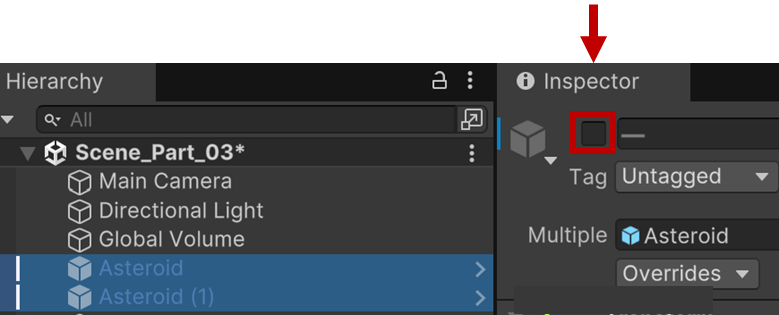 Hierarchy
All
Scene_Part_03*
Main Camera
Directional Light
Global Volume
Asteroid
Asteroid (1)
Inspector
—
Tag Untagged
Multiple Asteroid
Overrides